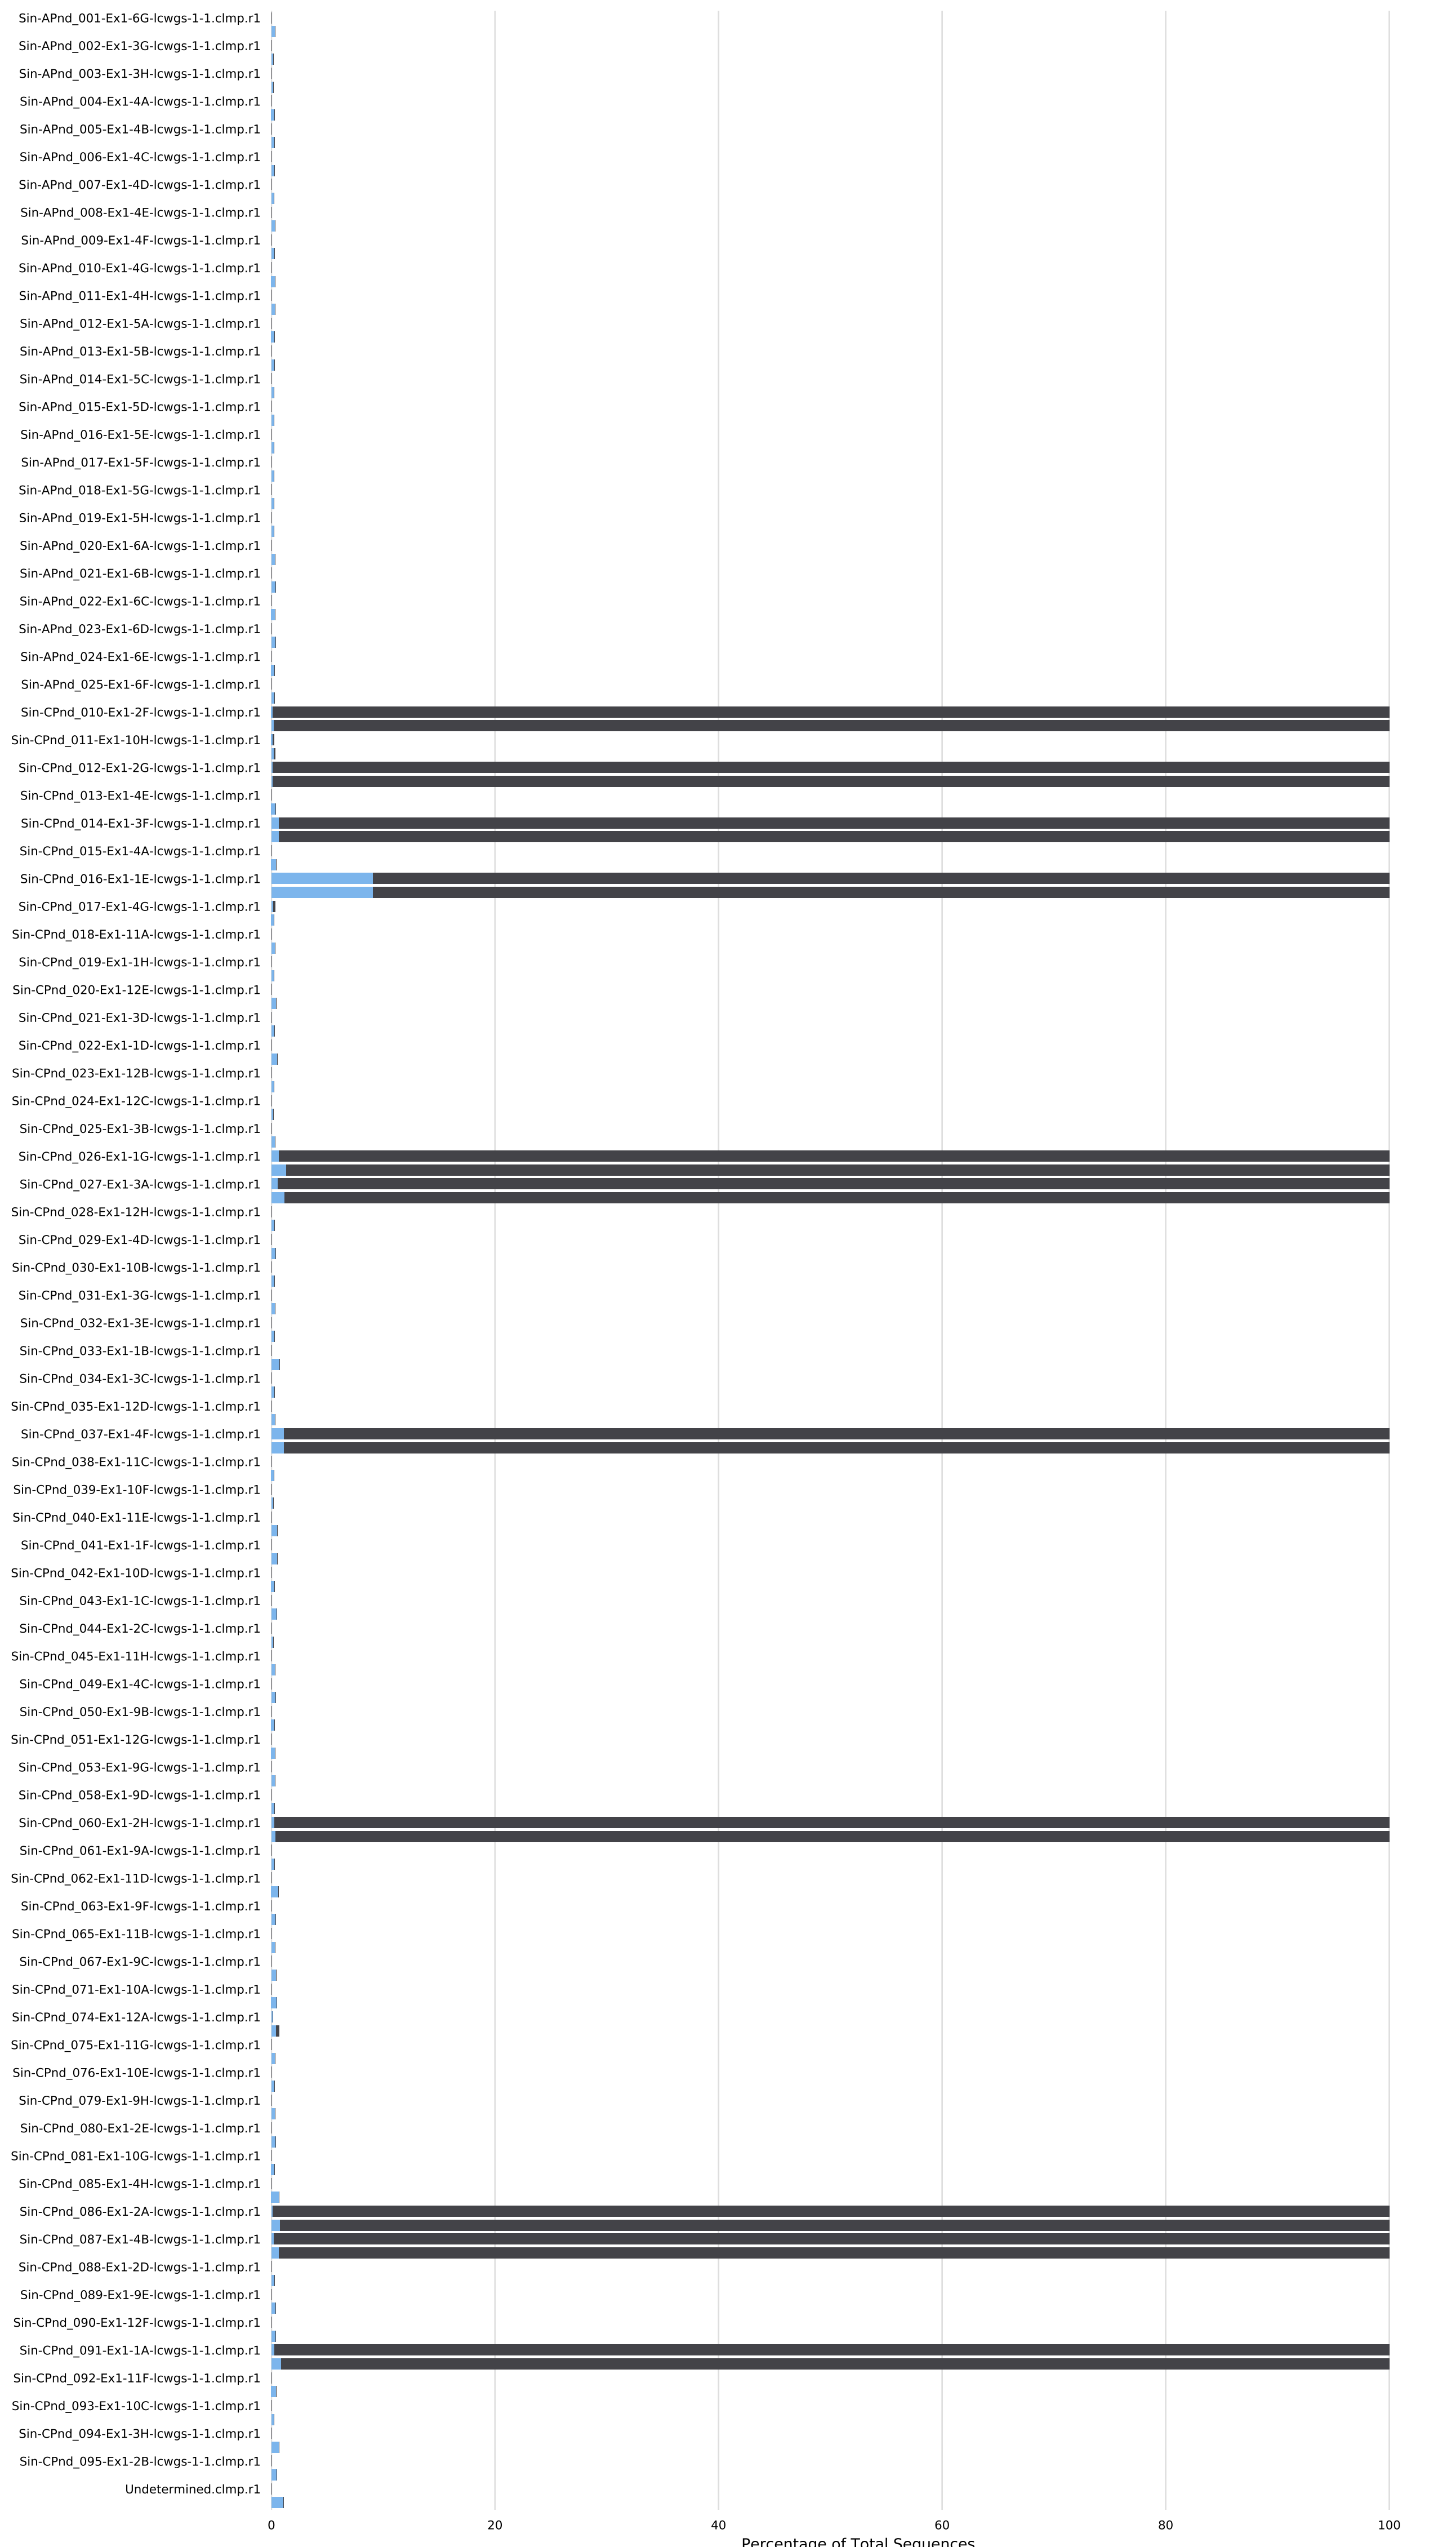 Sin-APnd_001-Ex1-6G-lcwgs-1-1.clmp.r1
Sin-APnd_002-Ex1-3G-lcwgs-1-1.clmp.r1
Sin-APnd_003-Ex1-3H-lcwgs-1-1.clmp.r1
Sin-APnd_004-Ex1-4A-lcwgs-1-1.clmp.r1
Sin-APnd_005-Ex1-4B-lcwgs-1-1.clmp.r1
Sin-APnd_006-Ex1-4C-lcwgs-1-1.clmp.r1
Sin-APnd_007-Ex1-4D-lcwgs-1-1.clmp.r1
Sin-APnd_008-Ex1-4E-lcwgs-1-1.clmp.r1
Sin-APnd_009-Ex1-4F-lcwgs-1-1.clmp.r1
Sin-APnd_010-Ex1-4G-lcwgs-1-1.clmp.r1
Sin-APnd_011-Ex1-4H-lcwgs-1-1.clmp.r1
Sin-APnd_012-Ex1-5A-lcwgs-1-1.clmp.r1
Sin-APnd_013-Ex1-5B-lcwgs-1-1.clmp.r1
Sin-APnd_014-Ex1-5C-lcwgs-1-1.clmp.r1
Sin-APnd_015-Ex1-5D-lcwgs-1-1.clmp.r1
Sin-APnd_016-Ex1-5E-lcwgs-1-1.clmp.r1
Sin-APnd_017-Ex1-5F-lcwgs-1-1.clmp.r1
Sin-APnd_018-Ex1-5G-lcwgs-1-1.clmp.r1
Sin-APnd_019-Ex1-5H-lcwgs-1-1.clmp.r1
Sin-APnd_020-Ex1-6A-lcwgs-1-1.clmp.r1
Sin-APnd_021-Ex1-6B-lcwgs-1-1.clmp.r1
Sin-APnd_022-Ex1-6C-lcwgs-1-1.clmp.r1
Sin-APnd_023-Ex1-6D-lcwgs-1-1.clmp.r1
Sin-APnd_024-Ex1-6E-lcwgs-1-1.clmp.r1
Sin-APnd_025-Ex1-6F-lcwgs-1-1.clmp.r1
Sin-CPnd_010-Ex1-2F-lcwgs-1-1.clmp.r1
Sin-CPnd_011-Ex1-10H-lcwgs-1-1.clmp.r1
Sin-CPnd_012-Ex1-2G-lcwgs-1-1.clmp.r1
Sin-CPnd_013-Ex1-4E-lcwgs-1-1.clmp.r1
Sin-CPnd_014-Ex1-3F-lcwgs-1-1.clmp.r1
Sin-CPnd_015-Ex1-4A-lcwgs-1-1.clmp.r1
Sin-CPnd_016-Ex1-1E-lcwgs-1-1.clmp.r1
Sin-CPnd_017-Ex1-4G-lcwgs-1-1.clmp.r1
Sin-CPnd_018-Ex1-11A-lcwgs-1-1.clmp.r1
Sin-CPnd_019-Ex1-1H-lcwgs-1-1.clmp.r1
Sin-CPnd_020-Ex1-12E-lcwgs-1-1.clmp.r1
Sin-CPnd_021-Ex1-3D-lcwgs-1-1.clmp.r1
Sin-CPnd_022-Ex1-1D-lcwgs-1-1.clmp.r1
Sin-CPnd_023-Ex1-12B-lcwgs-1-1.clmp.r1
Sin-CPnd_024-Ex1-12C-lcwgs-1-1.clmp.r1
Sin-CPnd_025-Ex1-3B-lcwgs-1-1.clmp.r1
Sin-CPnd_026-Ex1-1G-lcwgs-1-1.clmp.r1
Sin-CPnd_027-Ex1-3A-lcwgs-1-1.clmp.r1
Sin-CPnd_028-Ex1-12H-lcwgs-1-1.clmp.r1
Sin-CPnd_029-Ex1-4D-lcwgs-1-1.clmp.r1
Sin-CPnd_030-Ex1-10B-lcwgs-1-1.clmp.r1
Sin-CPnd_031-Ex1-3G-lcwgs-1-1.clmp.r1
Sin-CPnd_032-Ex1-3E-lcwgs-1-1.clmp.r1
Sin-CPnd_033-Ex1-1B-lcwgs-1-1.clmp.r1
Sin-CPnd_034-Ex1-3C-lcwgs-1-1.clmp.r1
Sin-CPnd_035-Ex1-12D-lcwgs-1-1.clmp.r1
Sin-CPnd_037-Ex1-4F-lcwgs-1-1.clmp.r1
Sin-CPnd_038-Ex1-11C-lcwgs-1-1.clmp.r1
Sin-CPnd_039-Ex1-10F-lcwgs-1-1.clmp.r1
Sin-CPnd_040-Ex1-11E-lcwgs-1-1.clmp.r1
Sin-CPnd_041-Ex1-1F-lcwgs-1-1.clmp.r1
Sin-CPnd_042-Ex1-10D-lcwgs-1-1.clmp.r1
Sin-CPnd_043-Ex1-1C-lcwgs-1-1.clmp.r1
Sin-CPnd_044-Ex1-2C-lcwgs-1-1.clmp.r1
Sin-CPnd_045-Ex1-11H-lcwgs-1-1.clmp.r1
Sin-CPnd_049-Ex1-4C-lcwgs-1-1.clmp.r1
Sin-CPnd_050-Ex1-9B-lcwgs-1-1.clmp.r1
Sin-CPnd_051-Ex1-12G-lcwgs-1-1.clmp.r1
Sin-CPnd_053-Ex1-9G-lcwgs-1-1.clmp.r1
Sin-CPnd_058-Ex1-9D-lcwgs-1-1.clmp.r1
Sin-CPnd_060-Ex1-2H-lcwgs-1-1.clmp.r1
Sin-CPnd_061-Ex1-9A-lcwgs-1-1.clmp.r1
Sin-CPnd_062-Ex1-11D-lcwgs-1-1.clmp.r1
Sin-CPnd_063-Ex1-9F-lcwgs-1-1.clmp.r1
Sin-CPnd_065-Ex1-11B-lcwgs-1-1.clmp.r1
Sin-CPnd_067-Ex1-9C-lcwgs-1-1.clmp.r1
Sin-CPnd_071-Ex1-10A-lcwgs-1-1.clmp.r1
Sin-CPnd_074-Ex1-12A-lcwgs-1-1.clmp.r1
Sin-CPnd_075-Ex1-11G-lcwgs-1-1.clmp.r1
Sin-CPnd_076-Ex1-10E-lcwgs-1-1.clmp.r1
Sin-CPnd_079-Ex1-9H-lcwgs-1-1.clmp.r1
Sin-CPnd_080-Ex1-2E-lcwgs-1-1.clmp.r1
Sin-CPnd_081-Ex1-10G-lcwgs-1-1.clmp.r1
Sin-CPnd_085-Ex1-4H-lcwgs-1-1.clmp.r1
Sin-CPnd_086-Ex1-2A-lcwgs-1-1.clmp.r1
Sin-CPnd_087-Ex1-4B-lcwgs-1-1.clmp.r1
Sin-CPnd_088-Ex1-2D-lcwgs-1-1.clmp.r1
Sin-CPnd_089-Ex1-9E-lcwgs-1-1.clmp.r1
Sin-CPnd_090-Ex1-12F-lcwgs-1-1.clmp.r1
Sin-CPnd_091-Ex1-1A-lcwgs-1-1.clmp.r1
Sin-CPnd_092-Ex1-11F-lcwgs-1-1.clmp.r1
Sin-CPnd_093-Ex1-10C-lcwgs-1-1.clmp.r1
Sin-CPnd_094-Ex1-3H-lcwgs-1-1.clmp.r1
Sin-CPnd_095-Ex1-2B-lcwgs-1-1.clmp.r1
Undetermined.clmp.r1
0 20 40 60 80 100
Percentage of Total Sequences